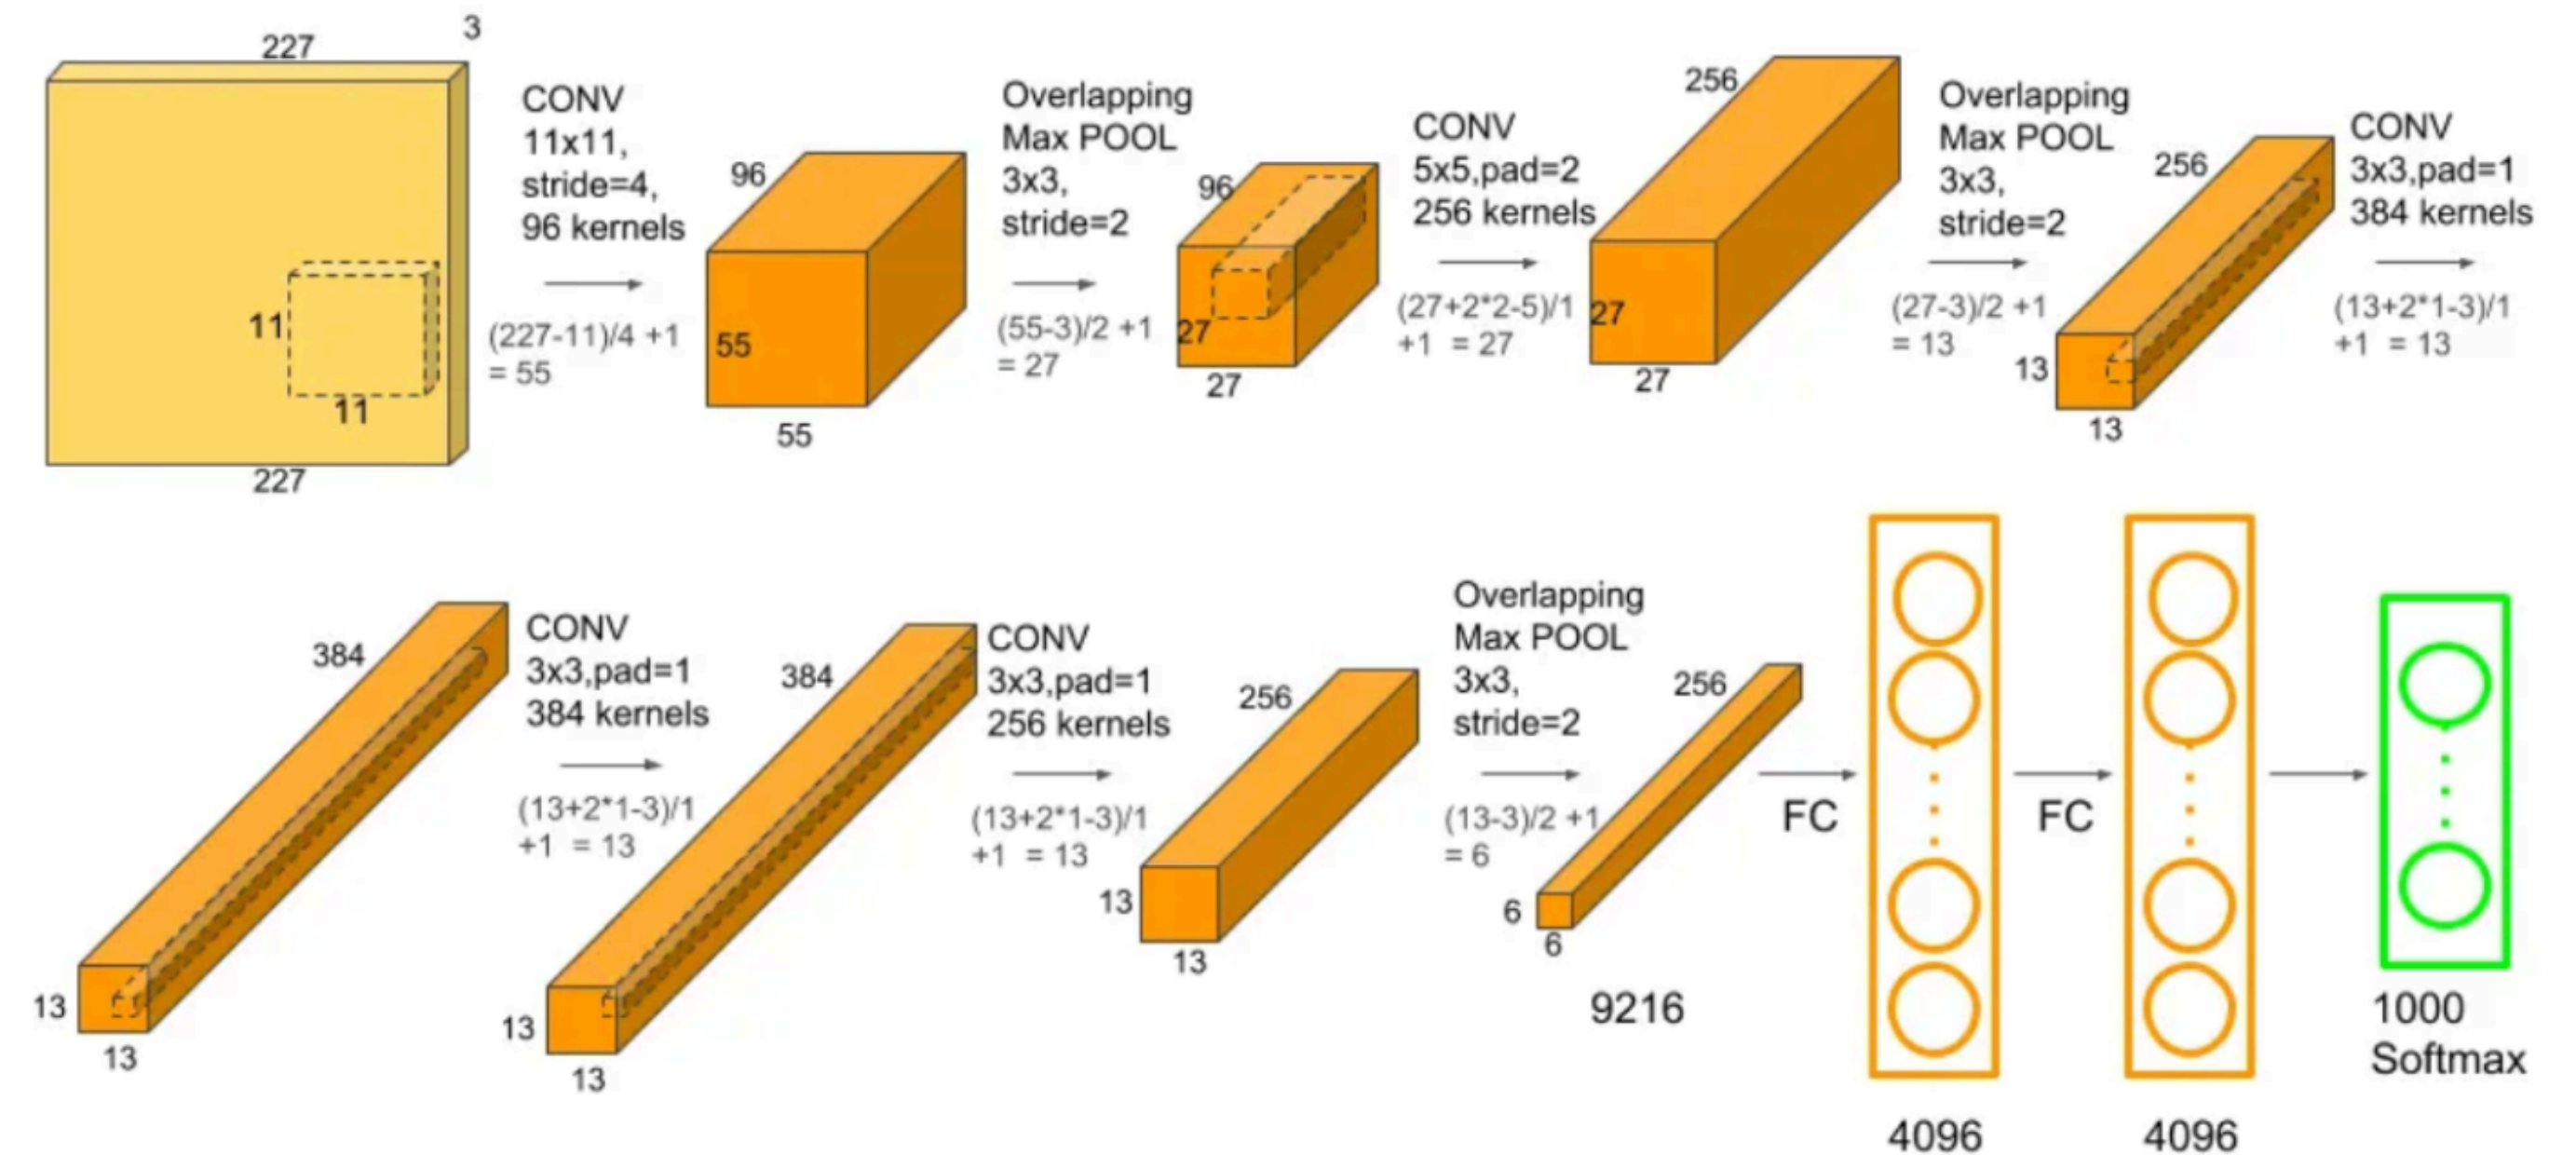 227
3
11
11
227
CONV
11x11,
stride=4,
96 kernels
(227-11)/4 +1
= 55
96
55
55
Overlapping
Max POOL
3x3,
stride=2
(55-3)/2 +1
= 27
96
27
27
CONV
5x5,pad=2
256 kernels
(27+2*2-5)/1
+1 = 27
256
27
27
Overlapping
Max POOL
3x3,
stride=2
(27-3)/2 +1
= 13
256
13
13
CONV
3x3,pad=1
384 kernels
(13+2*1-3)/1
+1 = 13
384
13
13
CONV
3x3,pad=1
384 kernels
(13+2*1-3)/1
+1 = 13
384
13
13
CONV
3x3,pad=1
256 kernels
(13+2*1-3)/1
+1 = 13
256
13
13
Overlapping
Max POOL
3x3,
stride=2
(13-3)/2 +1
= 6
256
6
6
9216
FC
4096
FC
4096
1000
Softmax